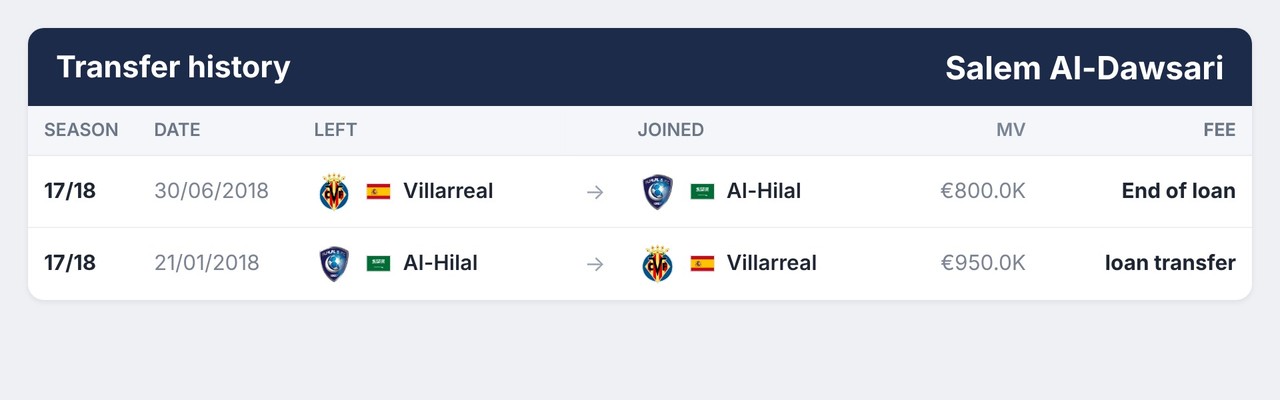 Transfer history Salem Al-Dawsari
SEASON DATE LEFT JOINED MV FEE
17/18 30/06/2018 Villarreal → Al-Hilal €800.0K End of loan
17/18 21/01/2018 Al-Hilal → Villarreal €950.0K loan transfer